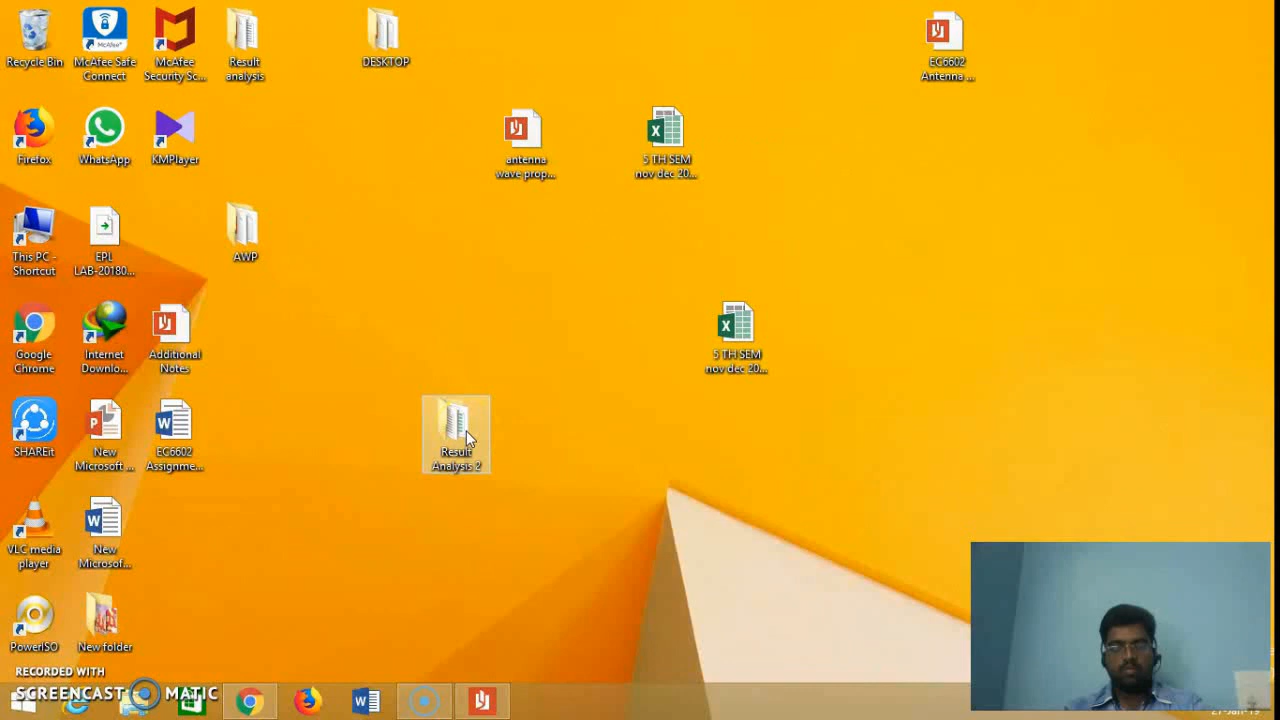 Recycle Bin
McAfee Safe
Connect
McAfee
Security Sc...
Result
analysis
DESKTOP
EC6602
Antenna ...
Firefox
WhatsApp
KMPlayer
antenna
wave prop...
5 TH SEM
nov dec 20...
This PC -
Shortcut
EPL
LAB-20180...
AWP
Google
Chrome
Internet
Downlo...
Additional
Notes
5 TH SEM
nov dec 20...
SHAREit
New
Microsoft ...
EC6602
Assignme...
Result
Analysis 2
VLC media
player
New
Microsof...
PowerISO
New folder
RECORDED WITH
SCREENCAST MATIC
21-Jan-19